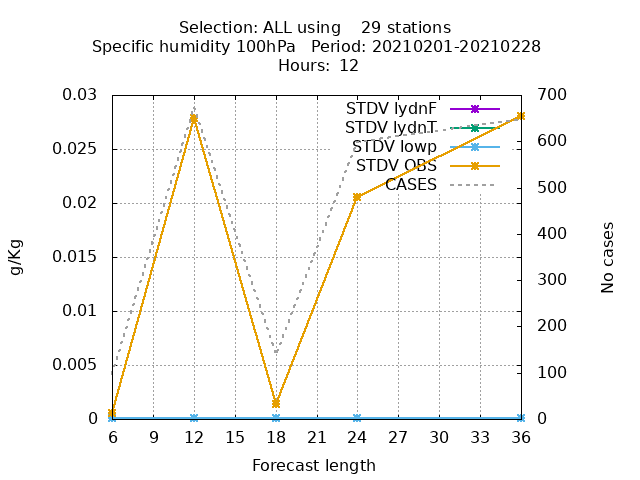 Selection: ALL using    29 stations
Specific humidity 100hPa   Period: 20210201-20210228
Hours:  12
0.03
0.025
0.02
0.015
0.01
0.005
0
700
600
500
400
300
200
100
0
STDV lydnF
STDV lydnT
STDV lowp
STDV OBS
CASES
g/Kg
No cases
6 9 12 15 18 21 24 27 30 33 36
Forecast length